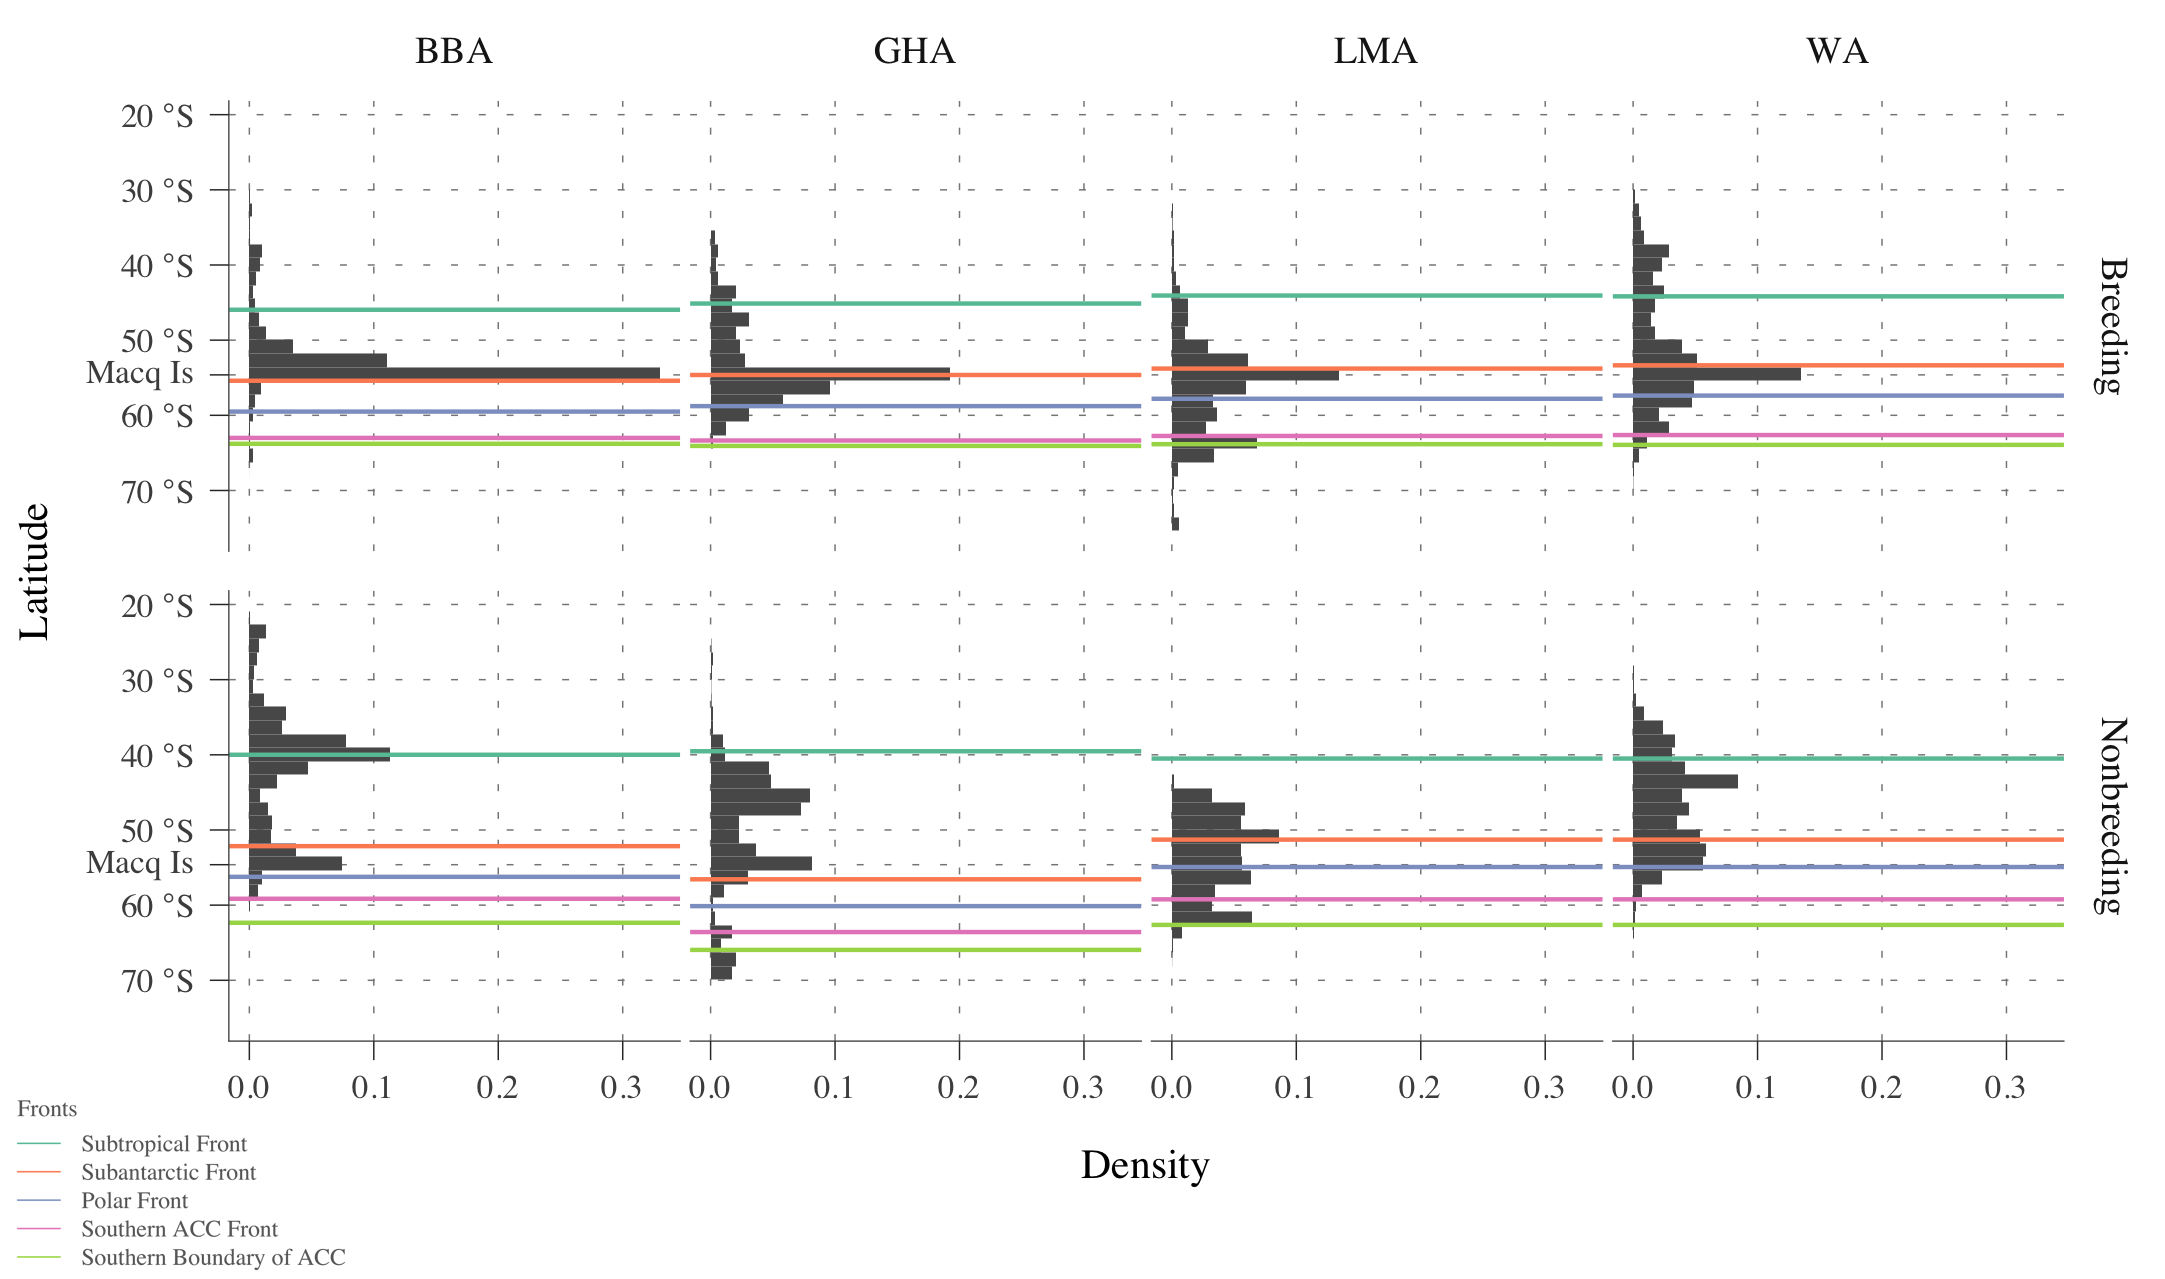 BBA GHA LMA WA
20 °S
30 °S
40 °S
50 °S
Macq Is
60 °S
70 °S
Breeding
Latitude
20 °S
30 °S
40 °S
50 °S
Macq Is
60 °S
70 °S
Nonbreeding
0.0 0.1 0.2 0.3 0.0 0.1 0.2 0.3 0.0 0.1 0.2 0.3 0.0 0.1 0.2 0.3
Density
Fronts
Subtropical Front
Subantarctic Front
Polar Front
Southern ACC Front
Southern Boundary of ACC